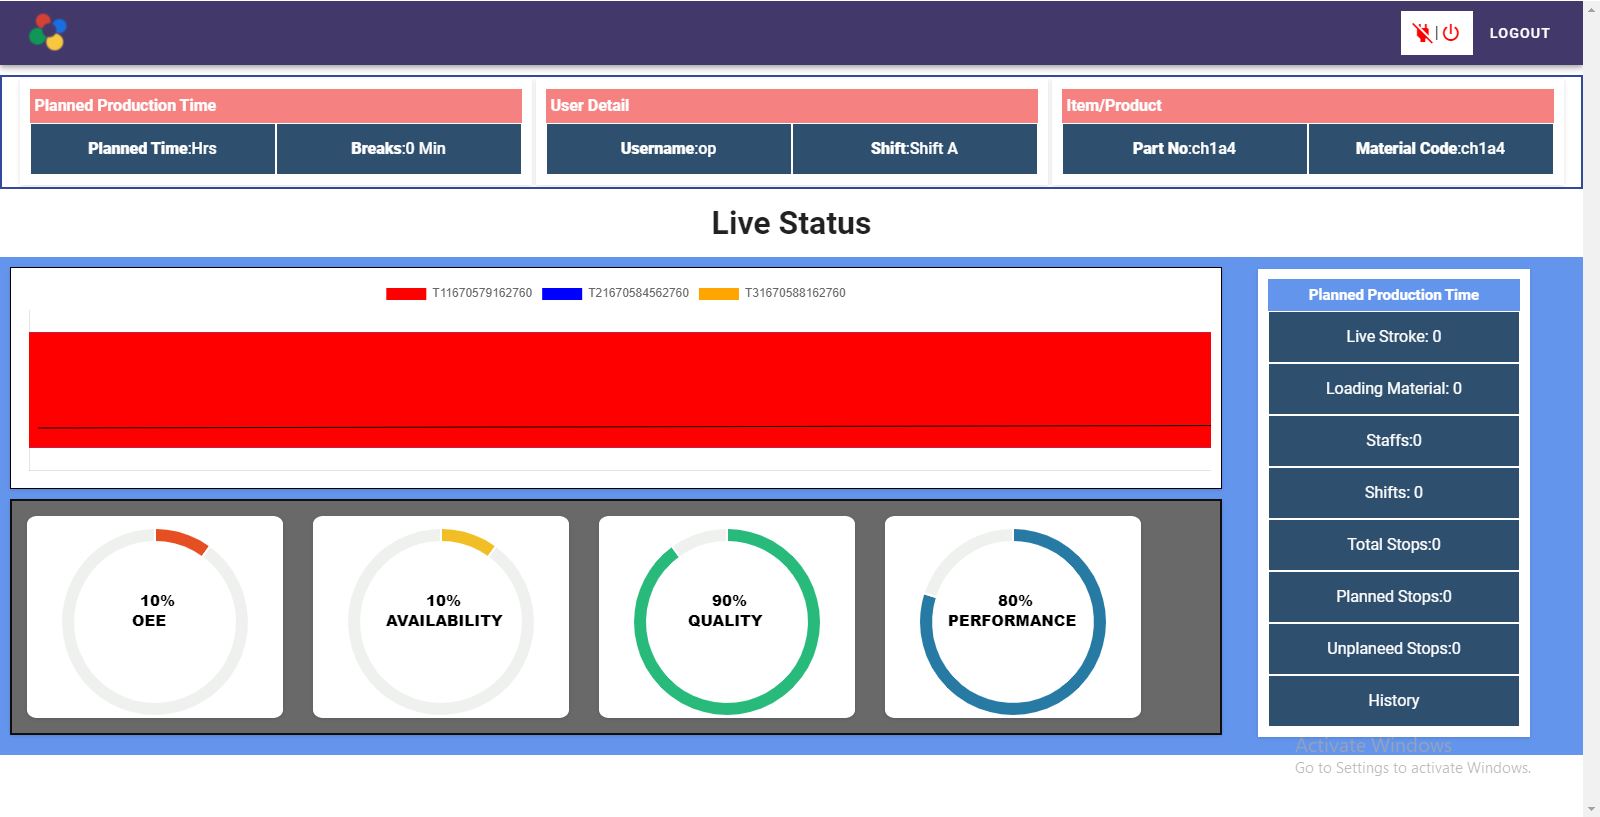 LOGOUT
Planned Production Time
Planned Time:Hrs
Breaks:0 Min
User Detail
Username:op
Shift:Shift A
Item/Product
Part No:ch1a4
Material Code:ch1a4
Live Status
T11670579162760
T21670584562760
T31670588162760
10%
OEE
10%
AVAILABILITY
90%
QUALITY
80%
PERFORMANCE
Planned Production Time
Live Stroke: 0
Loading Material: 0
Staffs:0
Shifts: 0
Total Stops:0
Planned Stops:0
Unplaneed Stops:0
History
Activate Windows
Go to Settings to activate Windows.